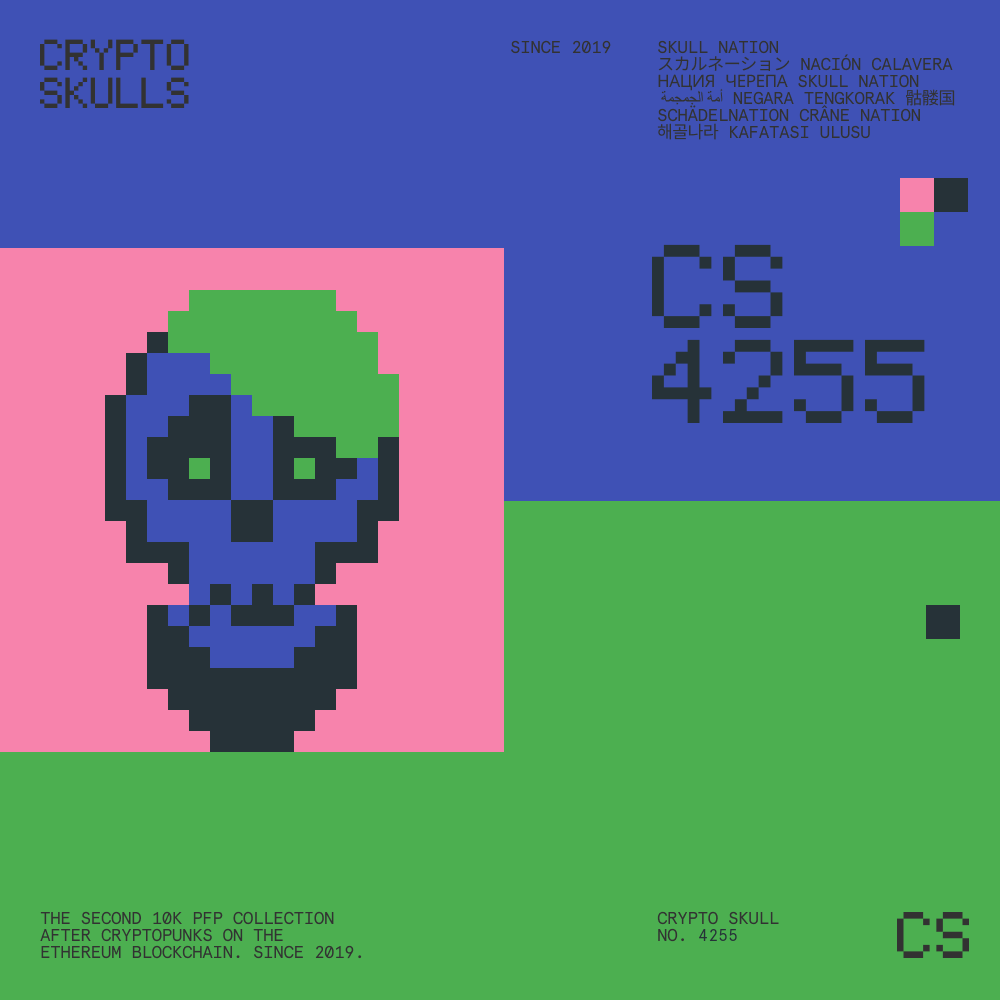 CRYPTO
SKULLS
SINCE 2019
SKULL NATION
スカルネーション NACIÓN CALAVERA
НАЦИЯ ЧЕРЕПА SKULL NATION
أمة الجمجمة NEGARA TENGKORAK 骷髅国
SCHÄDELNATION CRÂNE NATION
해골나라 KAFATASI ULUSU
CS
4255
THE SECOND 10K PFP COLLECTION
AFTER CRYPTOPUNKS ON THE
ETHEREUM BLOCKCHAIN. SINCE 2019.
CRYPTO SKULL
NO. 4255
CS